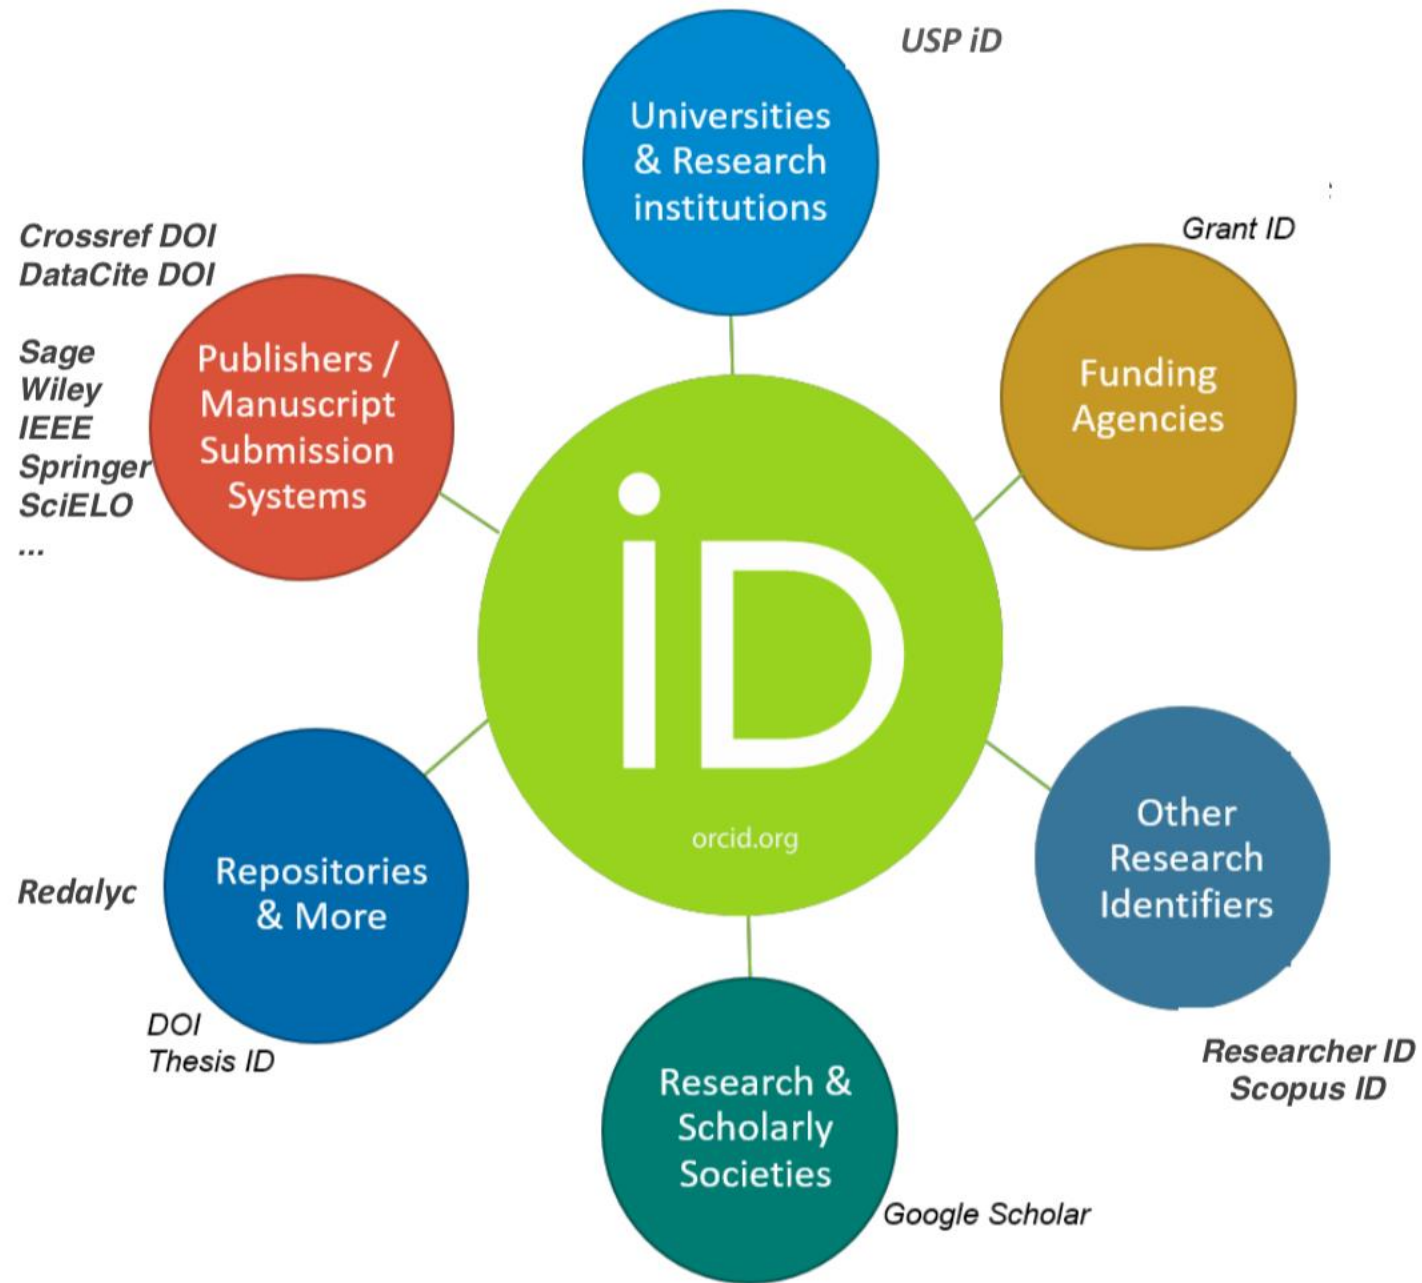 USP iD
Universities
& Research
institutions
Grant ID
Funding
Agencies
Crossref DOI
DataCite DOI
Sage
Wiley
IEEE
Springer
SciELO
...
Publishers /
Manuscript
Submission
Systems
iD
orcid.org
Other
Research
Identifiers
Researcher ID
Scopus ID
Redalyc
Repositories
& More
DOI
Thesis ID
Research &
Scholarly
Societies
Google Scholar